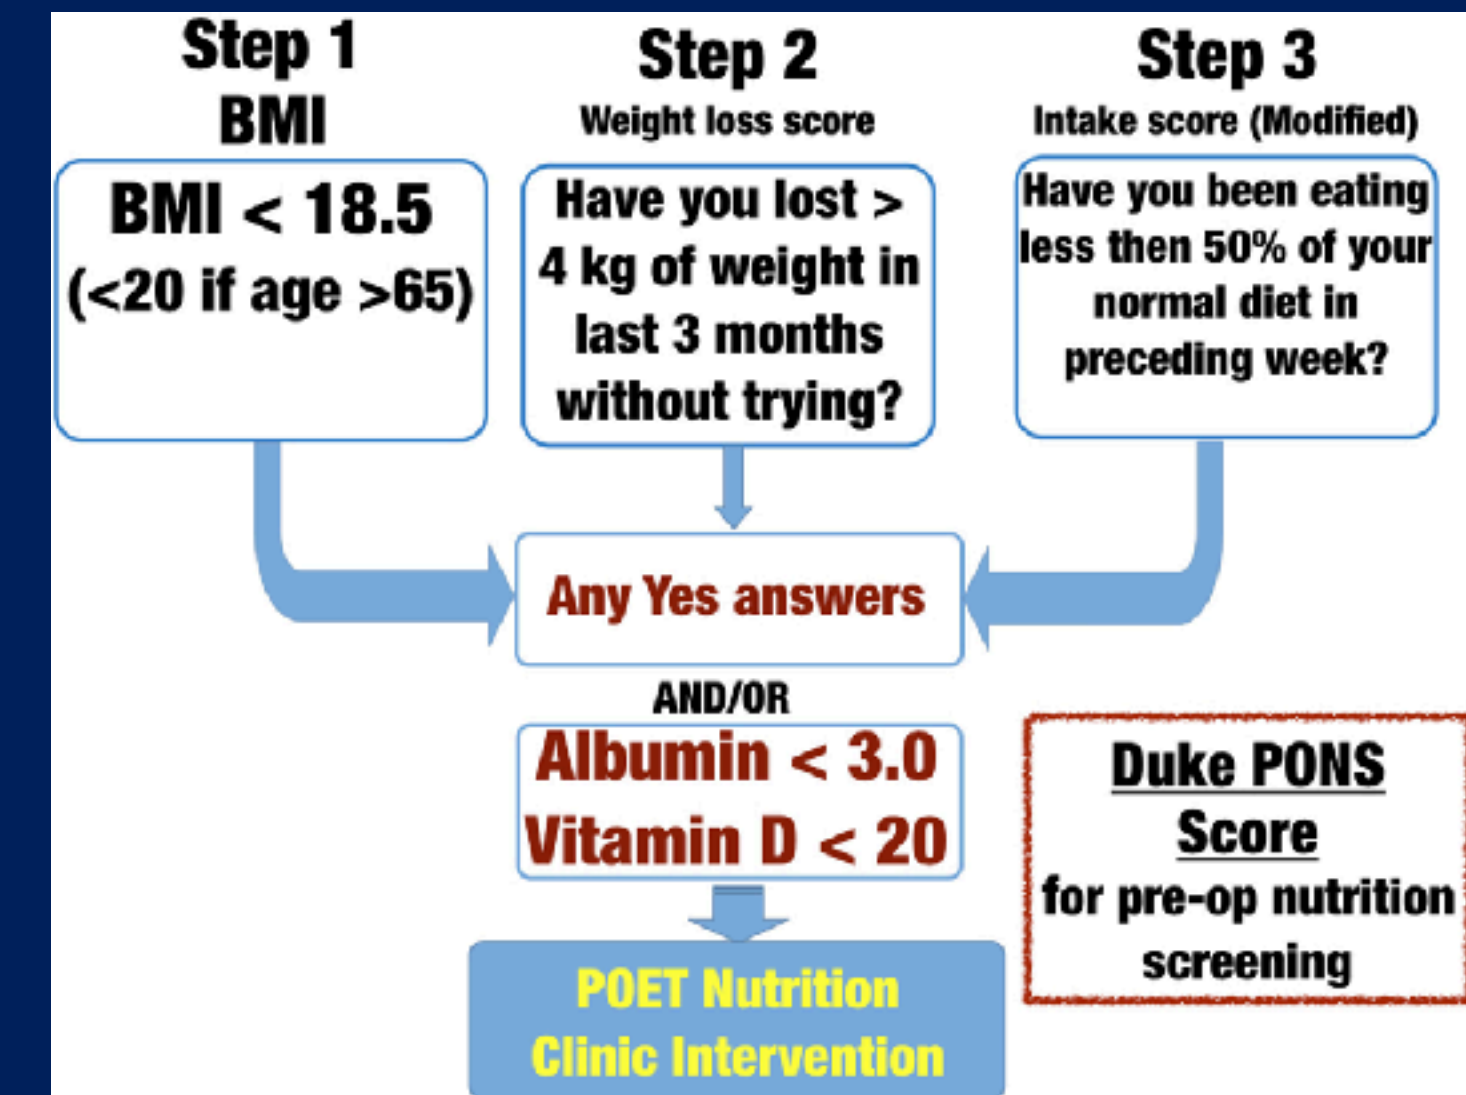 Step 1
BMI
BMI < 18.5
(<20 if age >65)
Step 2
Weight loss score
Have you lost >
4 kg of weight in
last 3 months
without trying?
Step 3
Intake score (Modified)
Have you been eating
less then 50% of your
normal diet in
preceding week?
Any Yes answers
AND/OR
Albumin < 3.0
Vitamin D < 20
POET Nutrition
Clinic Intervention
Duke PONS
Score
for pre-op nutrition
screening